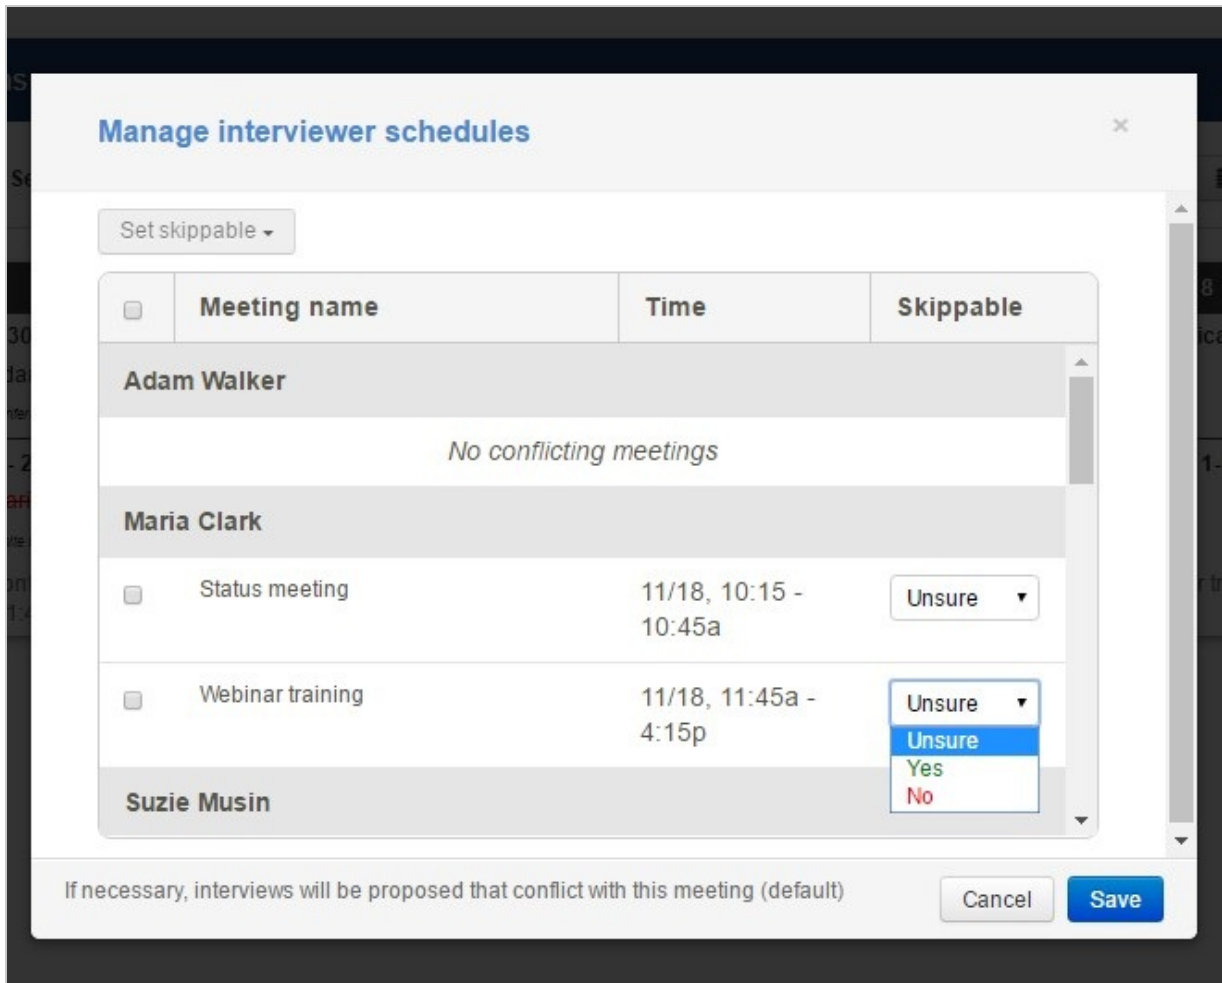 Manage interviewer schedules
×
Set skippable
Meeting name Time Skippable
Adam Walker
No conflicting meetings
Maria Clark
Status meeting 11/18, 10:15 -
10:45a Unsure
Webinar training 11/18, 11:45a -
4:15p Unsure
Unsure
Yes
No
Suzie Musin
If necessary, interviews will be proposed that conflict with this meeting (default)
Cancel Save